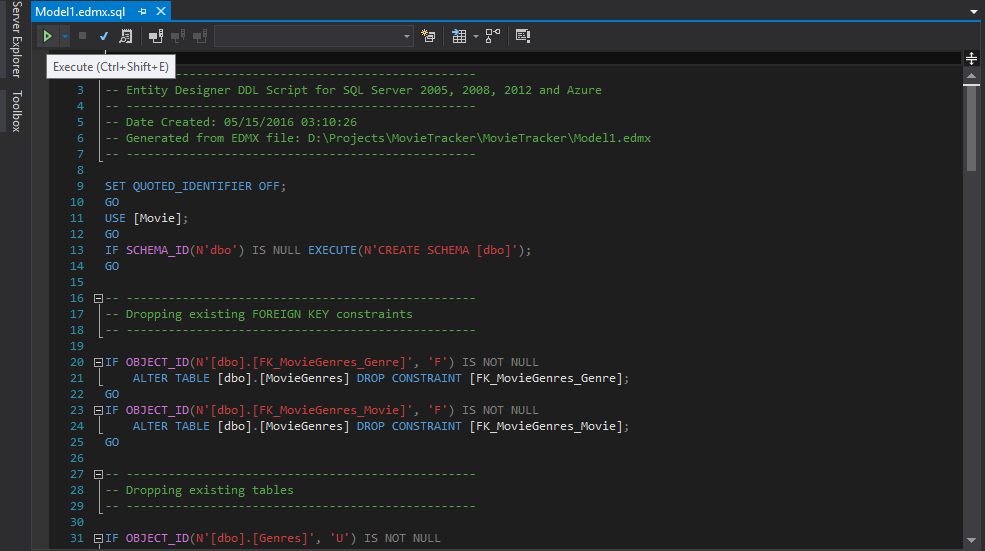 Server Explorer
Toolbox
Model1.edmx.sql
Execute (Ctrl+Shift+E)
-- --------------------------------------------------
3 -- Entity Designer DDL Script for SQL Server 2005, 2008, 2012 and Azure
4 -- --------------------------------------------------
5 -- Date Created: 05/15/2016 03:10:26
6 -- Generated from EDMX file: D:\Projects\MovieTracker\MovieTracker\Model1.edmx
7 -- --------------------------------------------------
8
9 SET QUOTED_IDENTIFIER OFF;
10 GO
11 USE [Movie];
12 GO
13 IF SCHEMA_ID(N'dbo') IS NULL EXECUTE(N'CREATE SCHEMA [dbo]');
14 GO
15
16 -- --------------------------------------------------
17 -- Dropping existing FOREIGN KEY constraints
18 -- --------------------------------------------------
19
20 IF OBJECT_ID(N'[dbo].[FK_MovieGenres_Genre]', 'F') IS NOT NULL
21     ALTER TABLE [dbo].[MovieGenres] DROP CONSTRAINT [FK_MovieGenres_Genre];
22 GO
23 IF OBJECT_ID(N'[dbo].[FK_MovieGenres_Movie]', 'F') IS NOT NULL
24     ALTER TABLE [dbo].[MovieGenres] DROP CONSTRAINT [FK_MovieGenres_Movie];
25 GO
26
27 -- --------------------------------------------------
28 -- Dropping existing tables
29 -- --------------------------------------------------
30
31 IF OBJECT_ID(N'[dbo].[Genres]', 'U') IS NOT NULL